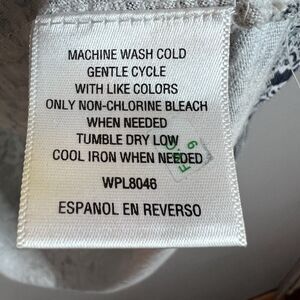 MACHINE WASH COLD
GENTLE CYCLE
WITH LIKE COLORS
ONLY NON-CHLORINE BLEACH
WHEN NEEDED
TUMBLE DRY LOW
COOL IRON WHEN NEEDED
WPL8046
ESPANOL EN REVERSO